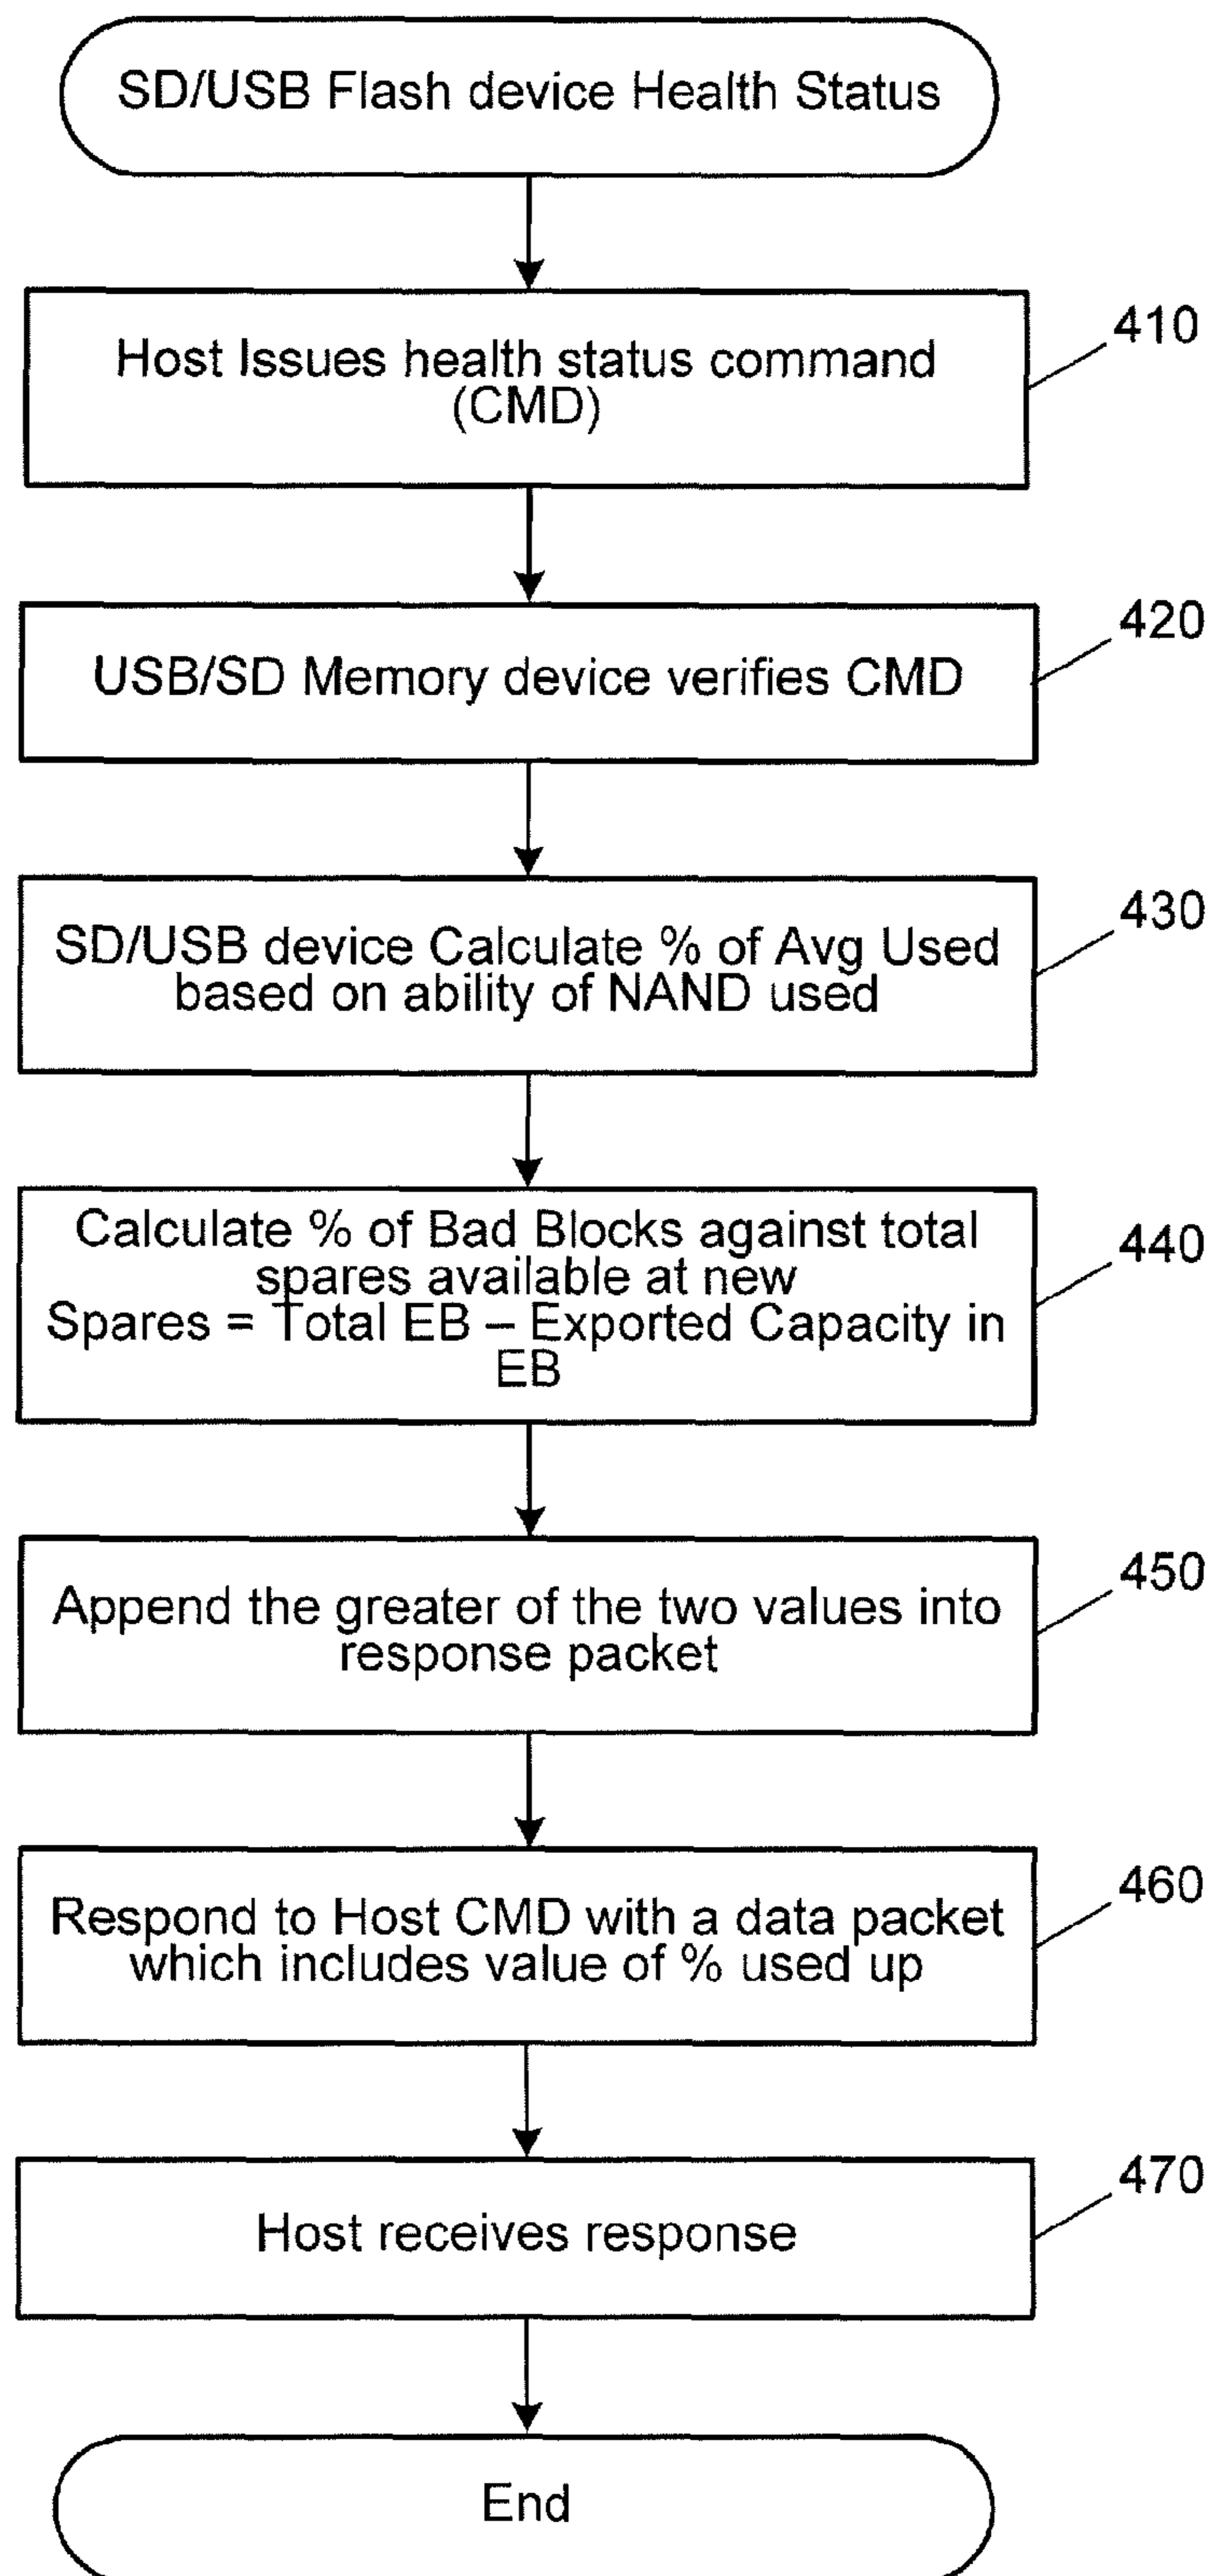 SD/USB Flash device Health Status
Host Issues health status command
(CMD)
410
USB/SD Memory device verifies CMD
420
SD/USB device Calculate % of Avg Used
based on ability of NAND used
430
Calculate % of Bad Blocks against total
spares available at new
Spares = Total EB – Exported Capacity in
EB
440
Append the greater of the two values into
response packet
450
Respond to Host CMD with a data packet
which includes value of % used up
460
Host receives response
470
End